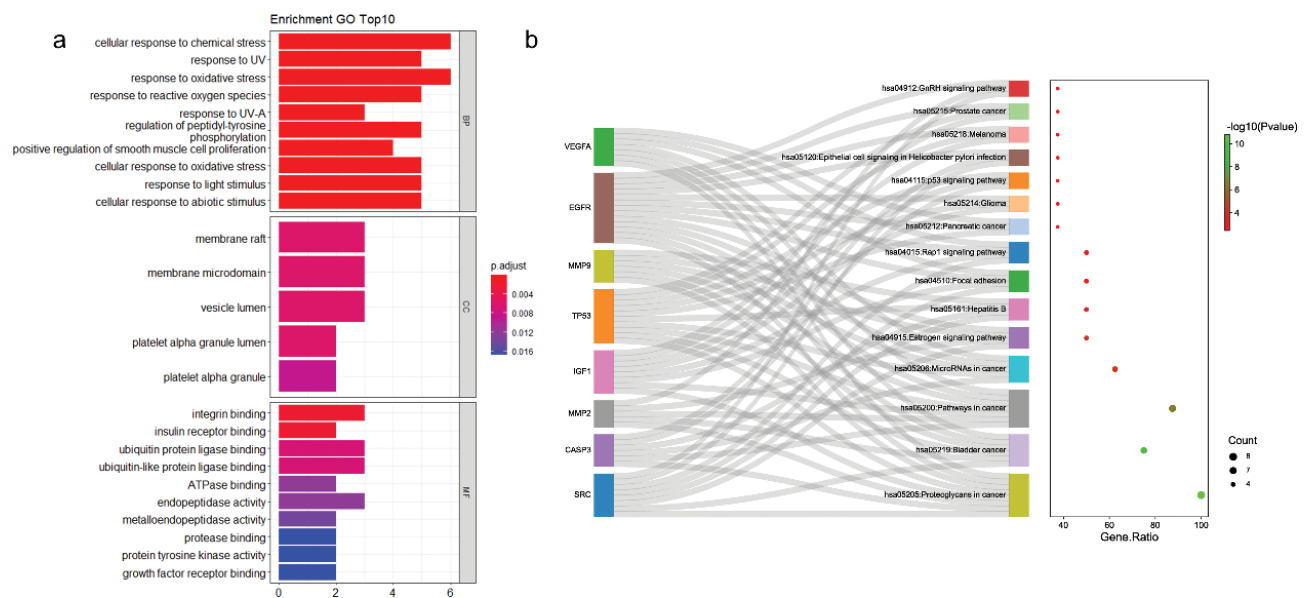 a
Enrichment GO Top10
cellular response to chemical stress
response to UV
response to oxidative stress
response to reactive oxygen species
response to UV-A
regulation of peptidyl-tyrosine
phosphorylation
positive regulation of smooth muscle cell proliferation
cellular response to oxidative stress
response to light stimulus
cellular response to abiotic stimulus
BP
membrane raft
membrane microdomain
vesicle lumen
platelet alpha granule lumen
platelet alpha granule
CC
integrin binding
insulin receptor binding
ubiquitin protein ligase binding
ubiquitin-like protein ligase binding
ATPase binding
endopeptidase activity
metalloendopeptidase activity
protease binding
protein tyrosine kinase activity
growth factor receptor binding
MF
0 2 4 6
p.adjust
0.004
0.008
0.012
0.016
b
VEGFA
EGFR
MMP9
TP53
IGF1
MMP2
CASP3
SRC
hsa04912:GnRH signaling pathway
hsa05215:Prostate cancer
hsa05218:Melanoma
hsa05120:Epithelial cell signaling in Helicobacter pylori infection
hsa04115:p53 signaling pathway
hsa05214:Glioma
hsa05212:Pancreatic cancer
hsa04015:Rap1 signaling pathway
hsa04510:Focal adhesion
hsa05161:Hepatitis B
hsa04915:Estrogen signaling pathway
hsa05206:MicroRNAs in cancer
hsa05200:Pathways in cancer
hsa05219:Bladder cancer
hsa05205:Proteoglycans in cancer
40 60 80 100
Gene.Ratio
-log10(Pvalue)
10
8
6
4
Count
8
7
4